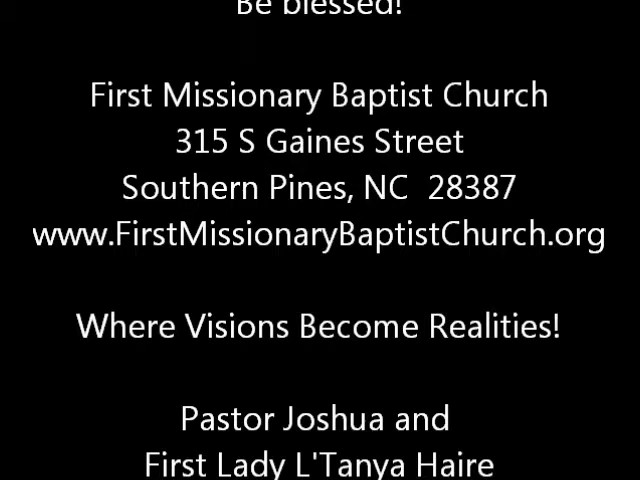 Be blessed!
First Missionary Baptist Church
315 S Gaines Street
Southern Pines, NC  28387
www.FirstMissionaryBaptistChurch.org
Where Visions Become Realities!
Pastor Joshua and
First Lady L'Tanya Haire